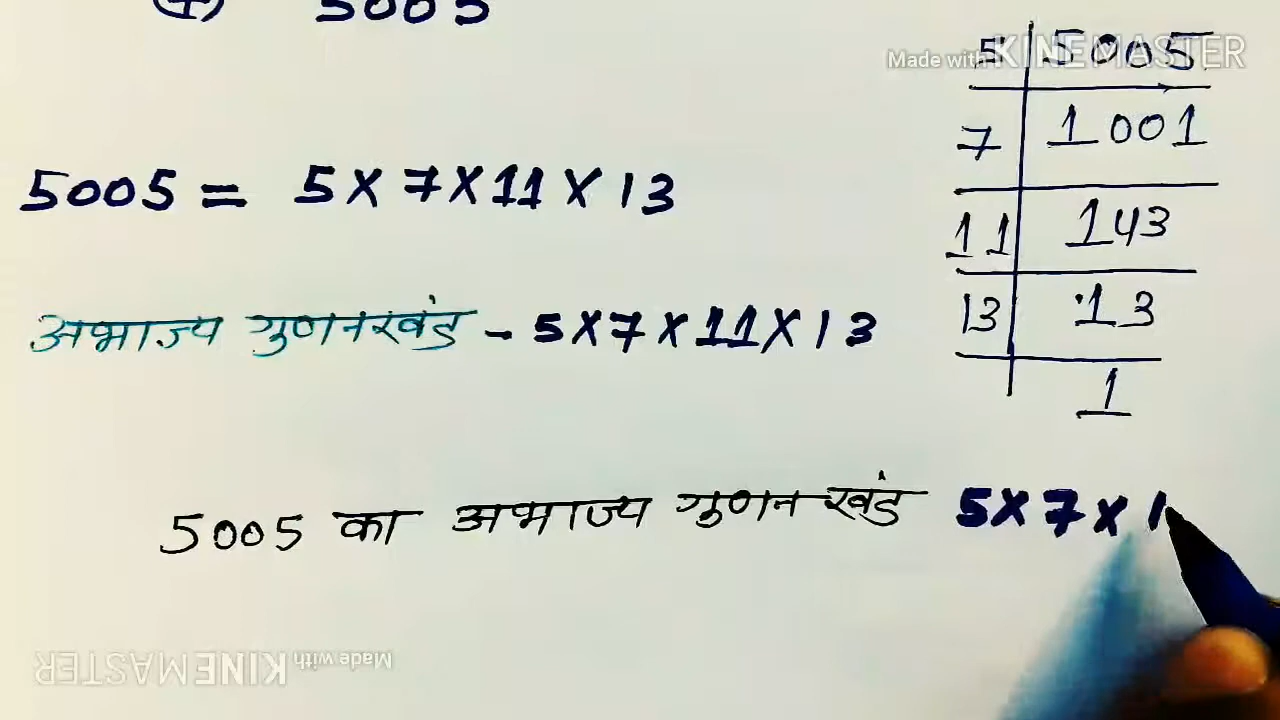 5005
5 | 5005
7 | 1001
11 | 143
13 | 13
1
5005 = 5 X 7 X 11 X 13
अभाज्य गुणनखंड - 5 X 7 X 11 X 13
5005 का अभाज्य गुणनखंड 5 X 7 X 1
Made with KINEMASTER
Made with KINEMASTER